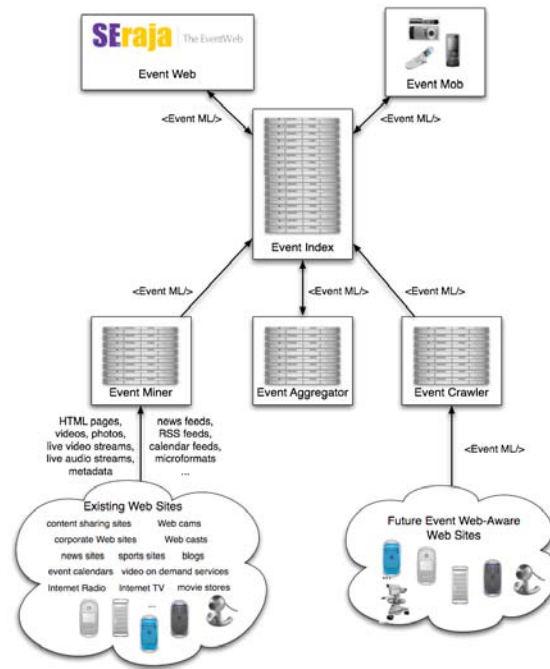 SEraja | The EventWeb
Event Web
Event Mob
<Event ML/>
<Event ML/>
Event Index
<Event ML/>
<Event ML/>
<Event ML/>
Event Miner
Event Aggregator
Event Crawler
HTML pages,
videos, photos,
live video streams,
live audio streams,
metadata
news feeds,
RSS feeds,
calendar feeds,
microformats
...
<Event ML/>
Existing Web Sites
content sharing sites Web cams
corporate Web sites Web casts
news sites sports sites blogs
event calendars video on demand services
Internet Radio Internet TV movie stores
...
Future Event Web-Aware
Web Sites
...